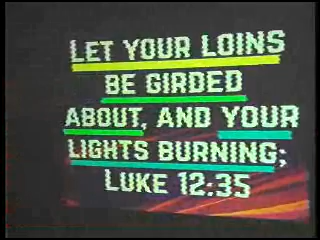 LET YOUR LOINS
BE GIRDED
ABOUT, AND YOUR
LIGHTS BURNING;
LUKE 12:35